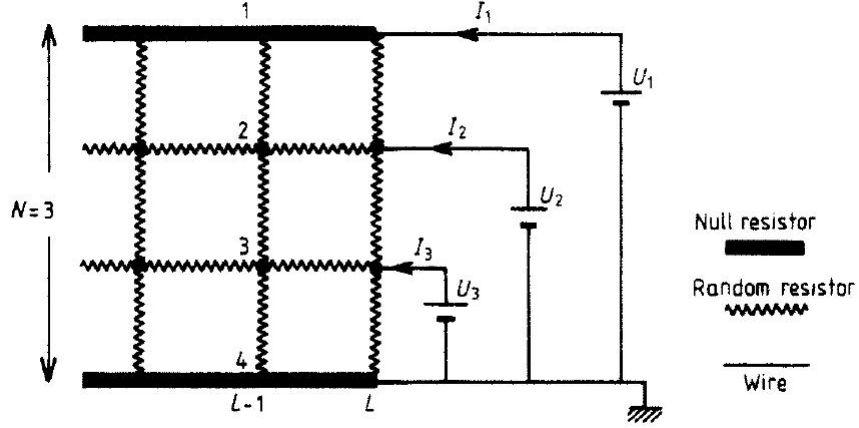 1
I₁
U₁
2
I₂
U₂
N=3
3
I₃
U₃
4
L-1
L
Null resistor
Random resistor
Wire